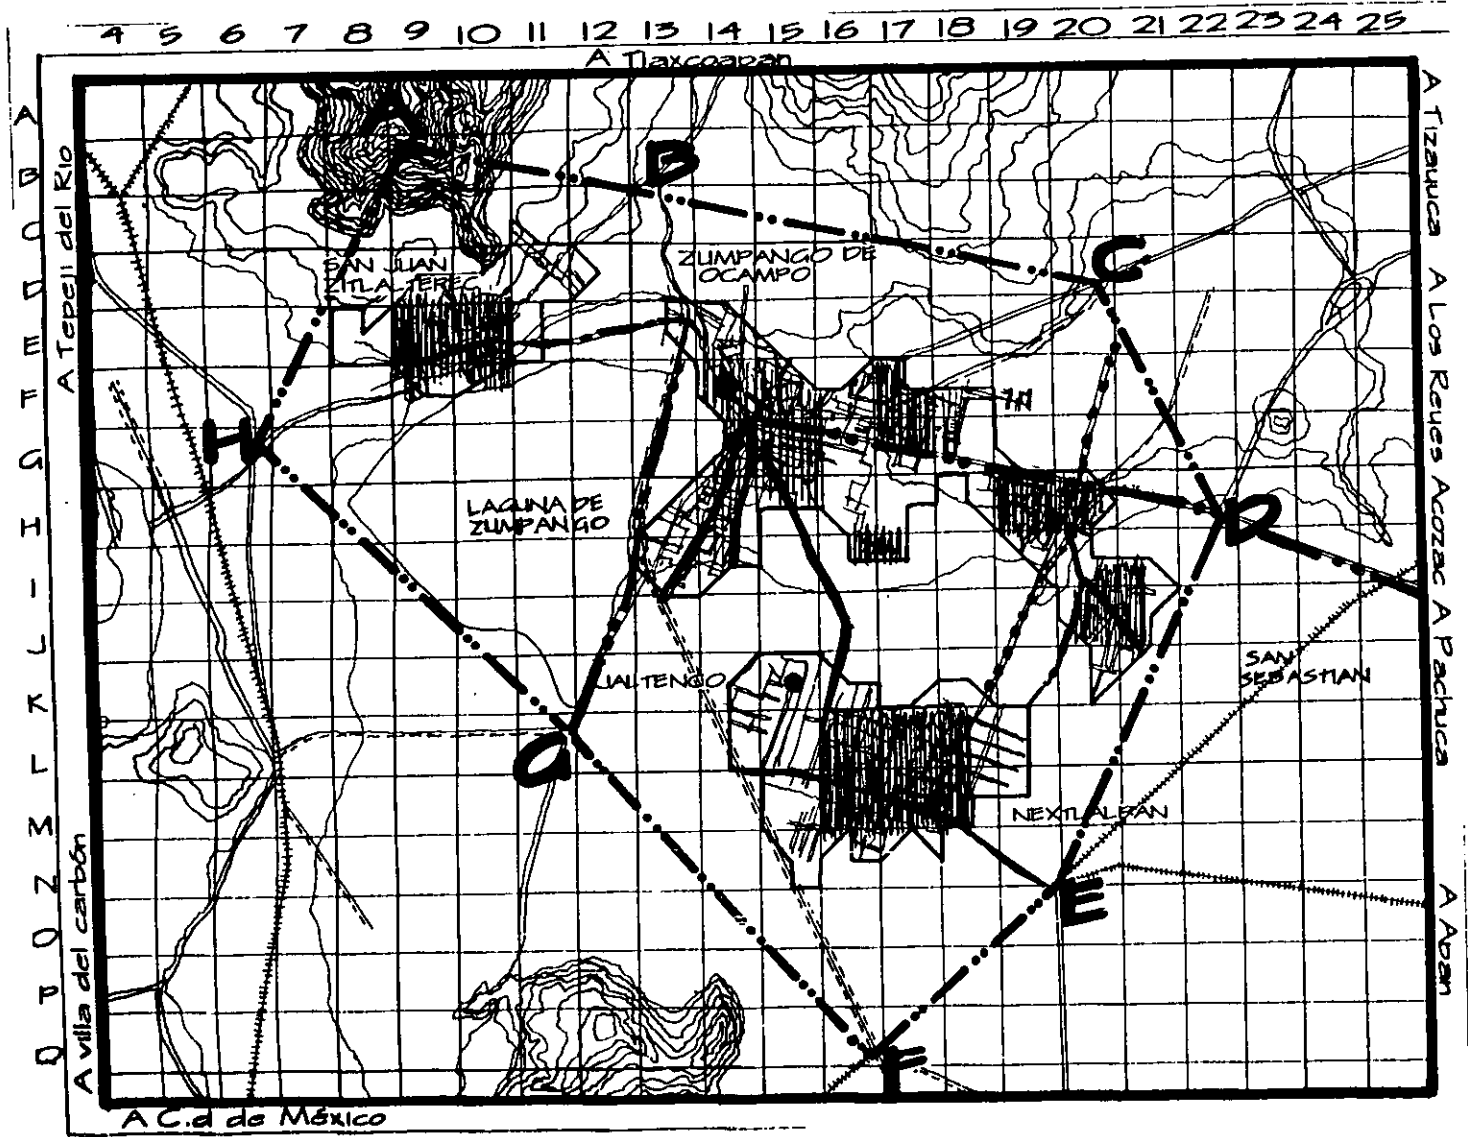 4 5 6 7 8 9 10 11 12 13 14 15 16 17 18 19 20 21 22 23 24 25
A Tlaxcoapan
A
B
C
D
E
F
G
H
I
J
K
L
M
N
O
P
Q
A Tepeji del Rio
A villa del carbón
A Tizayuca A Los Reyes Acozac A Pachuca
A Apan
A
B
SAN JUAN
ZITLALTEPEC
ZUMPANGO DE
OCAMPO
C
H
LAGUNA DE
ZUMPANGO
D
JALTENCO
SAN
SEBASTIAN
G
NEXTLALPAN
E
F
A C.d de México